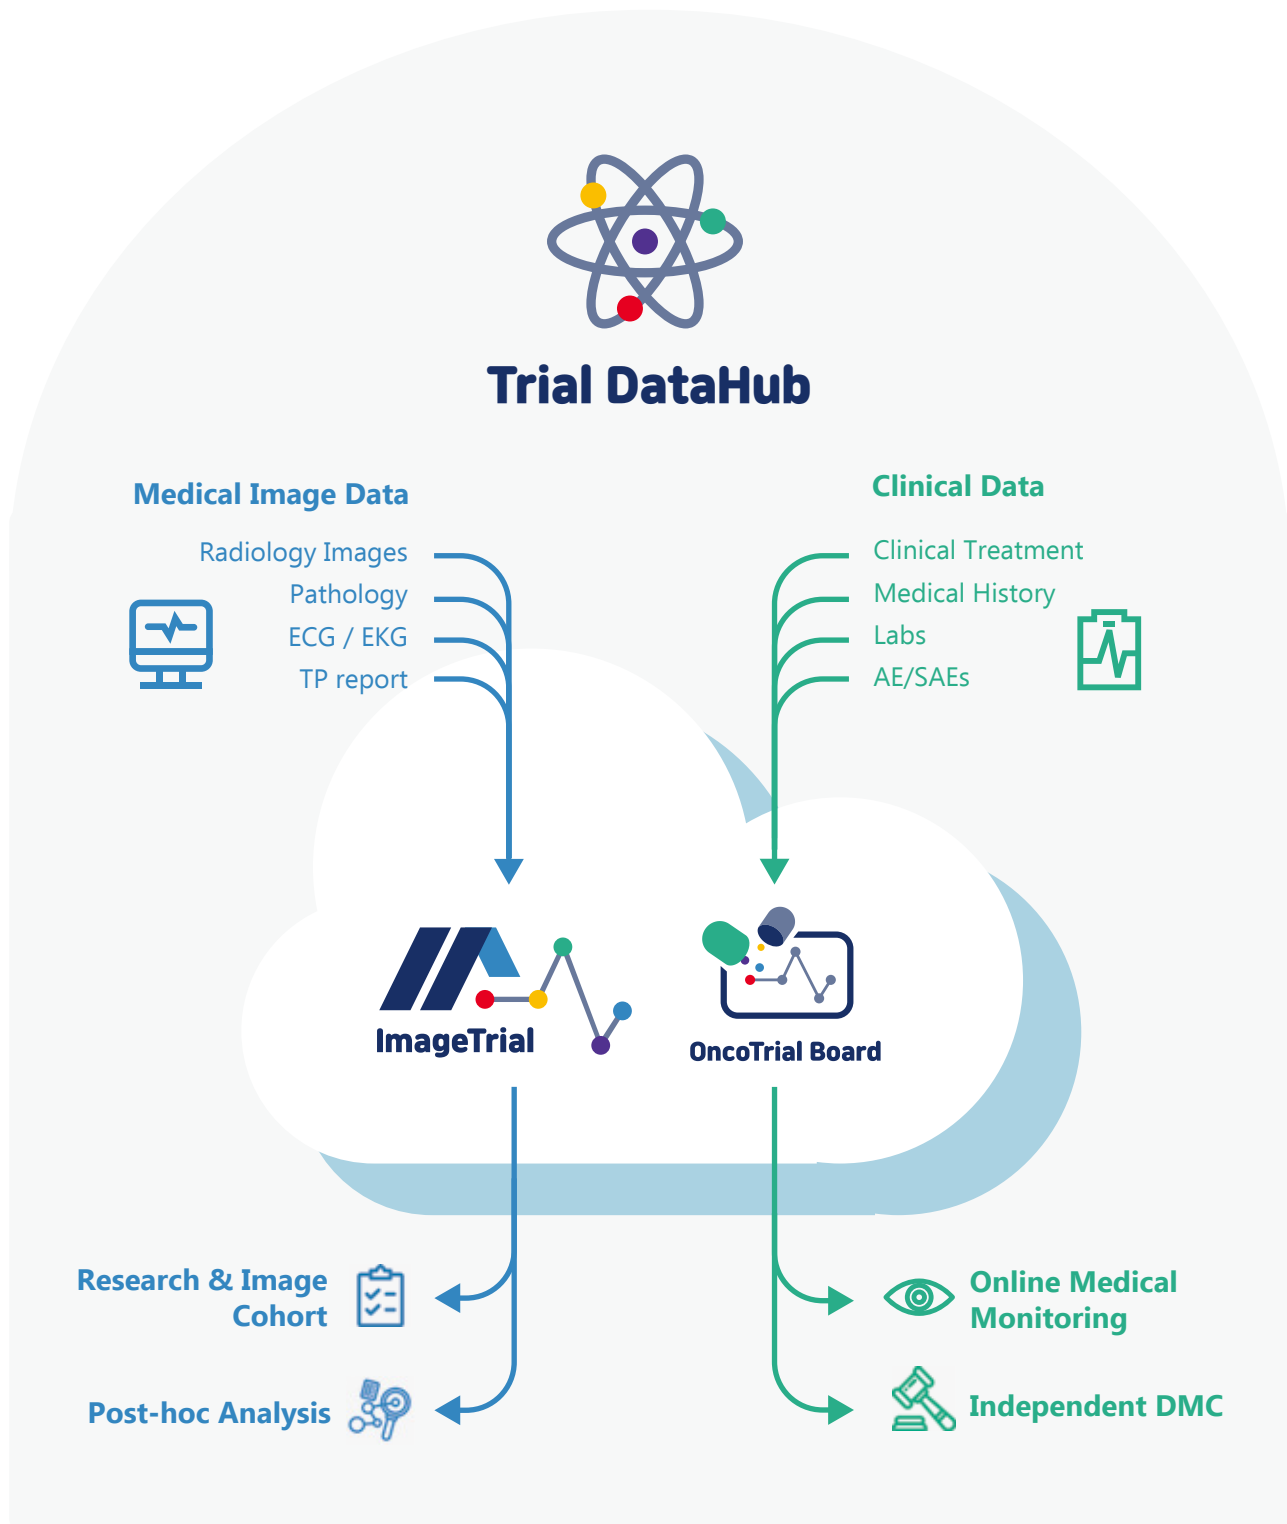 Trial DataHub
Medical Image Data
Radiology Images
Pathology
ECG / EKG
TP report
Clinical Data
Clinical Treatment
Medical History
Labs
AE/SAEs
ImageTrial
OncoTrial Board
Research & Image
Cohort
Post-hoc Analysis
Online Medical
Monitoring
Independent DMC